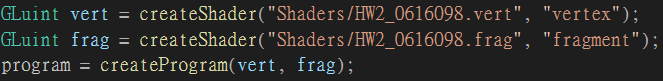 GLuint vert = createShader("Shaders/HW2_0616098.vert", "vertex");
GLuint frag = createShader("Shaders/HW2_0616098.frag", "fragment");
program = createProgram(vert, frag);